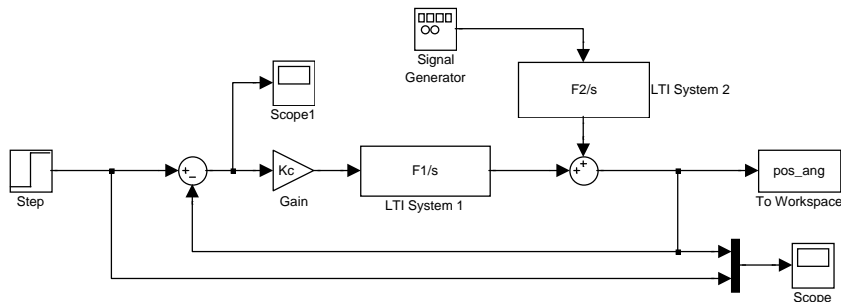 Signal
Generator
F2/s
LTI System 2
Scope1
Step
+
−
Kc
Gain
F1/s
LTI System 1
+
+
pos_ang
To Workspace
Scope